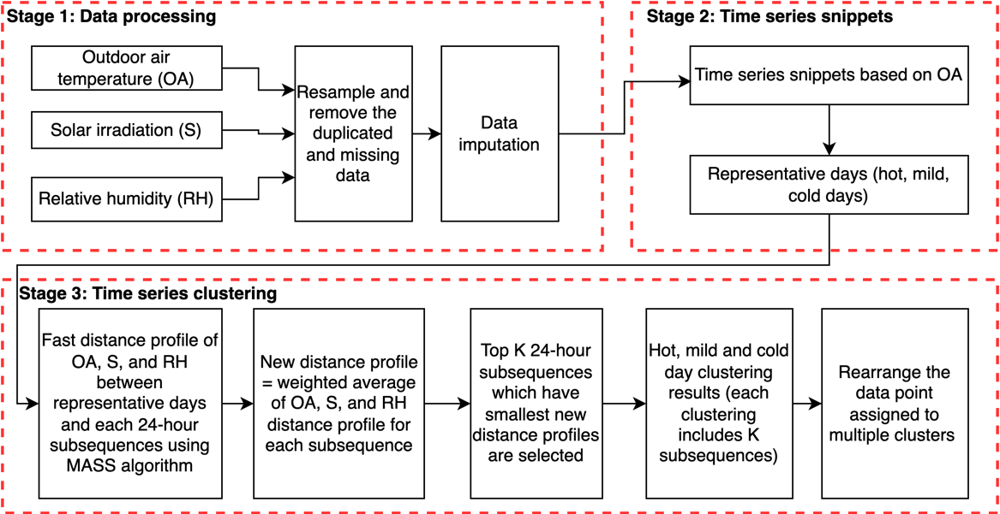 Stage 1: Data processing
Outdoor air
temperature (OA)
Solar irradiation (S)
Relative humidity (RH)
Resample and
remove the
duplicated
and missing
data
Data
imputation
Stage 2: Time series snippets
Time series snippets based on OA
Representative days (hot, mild,
cold days)
Stage 3: Time series clustering
Fast distance profile of
OA, S, and RH
between
representative days
and each 24-hour
subsequences using
MASS algorithm
New distance profile
= weighted average
of OA, S, and RH
distance profile for
each subsequence
Top K 24-hour
subsequences
which have
smallest new
distance profiles
are selected
Hot, mild and cold
day clustering
results (each
clustering
includes K
subsequences)
Rearrange the
data point
assigned to
multiple clusters